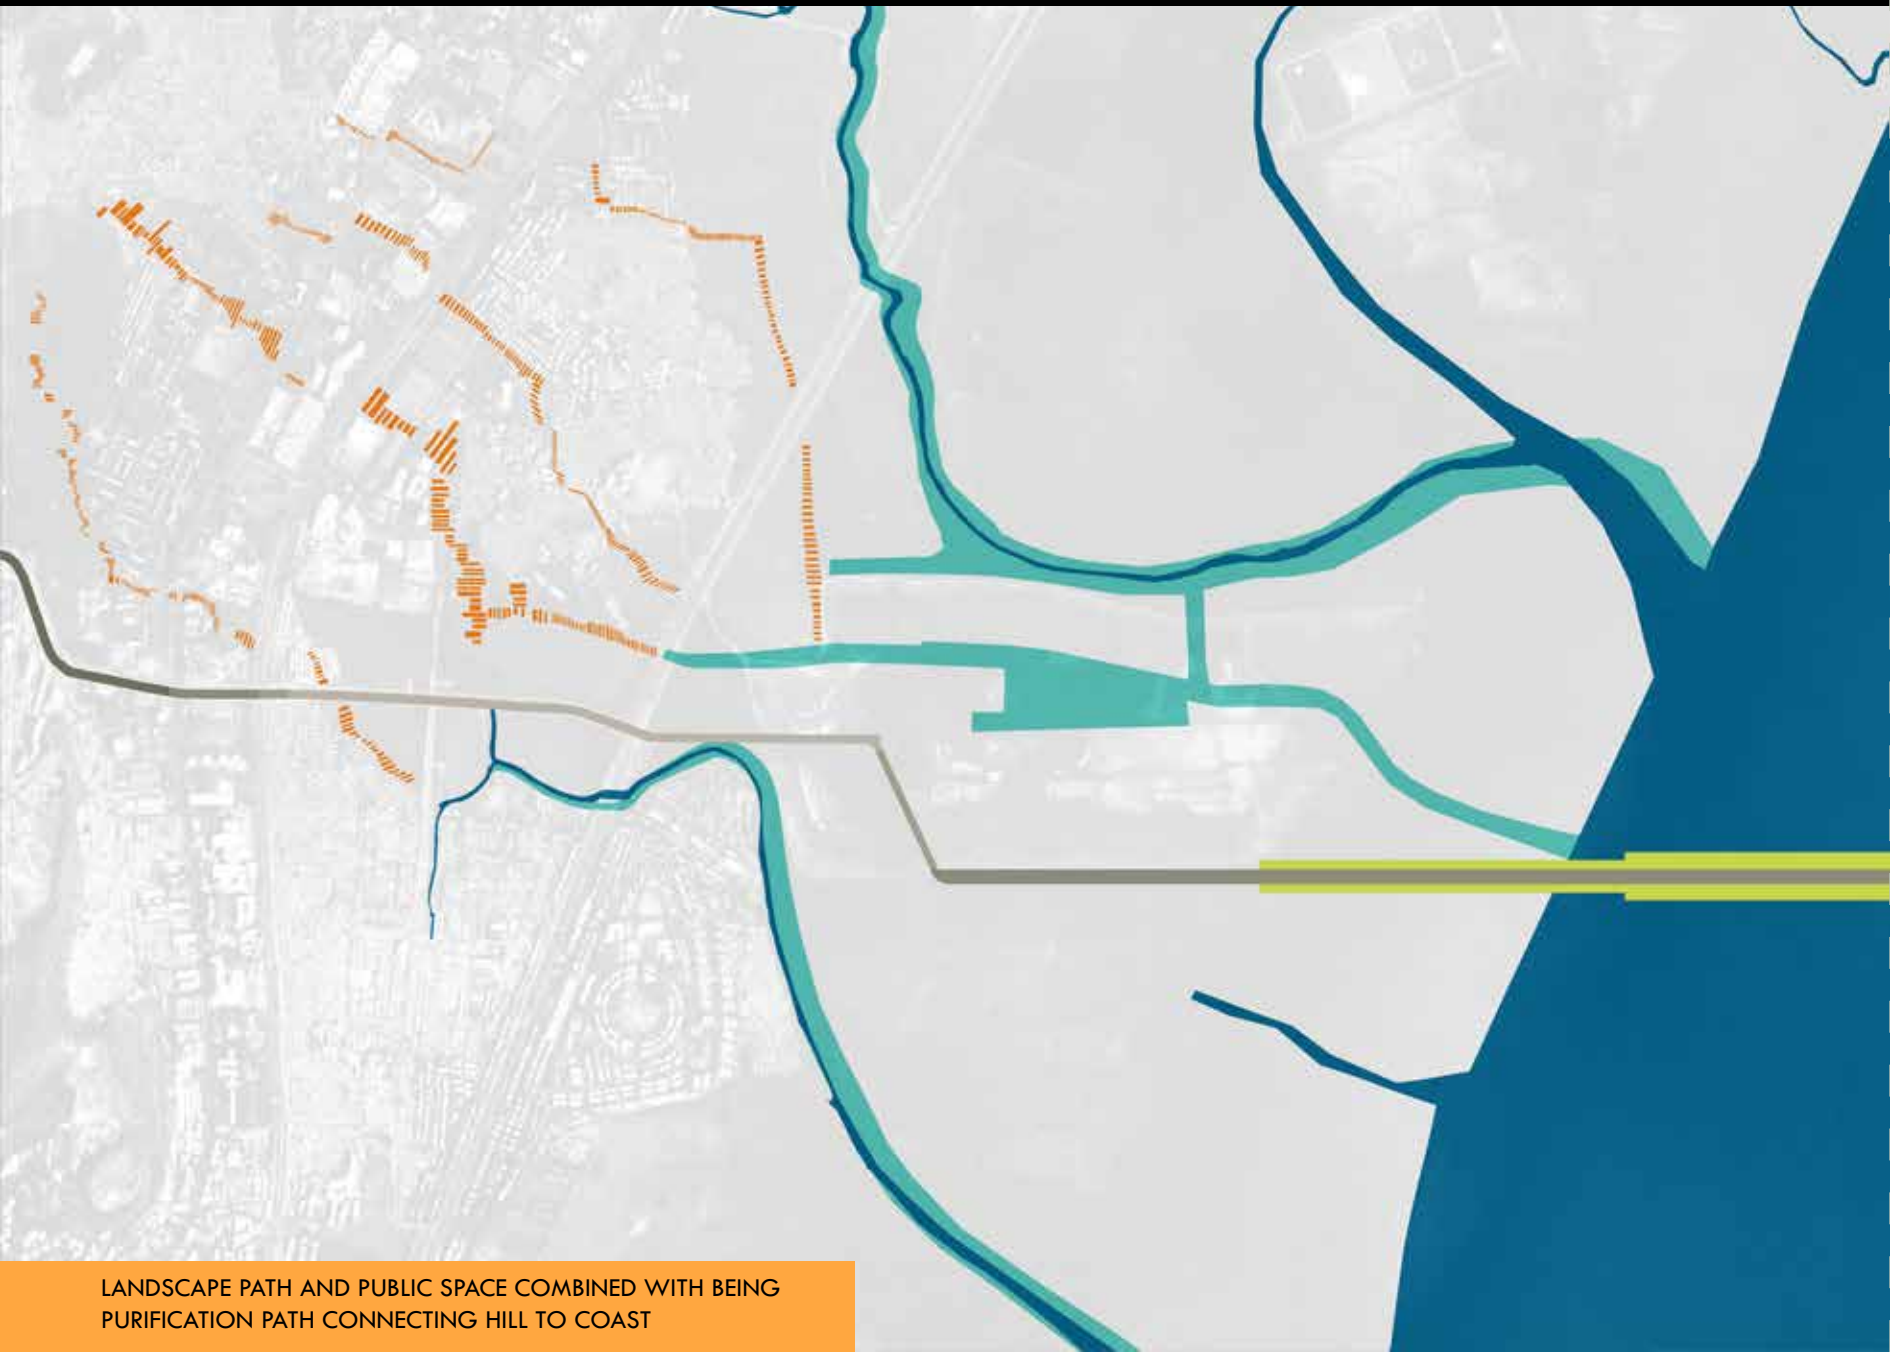 LANDSCAPE PATH AND PUBLIC SPACE COMBINED WITH BEING
PURIFICATION PATH CONNECTING HILL TO COAST